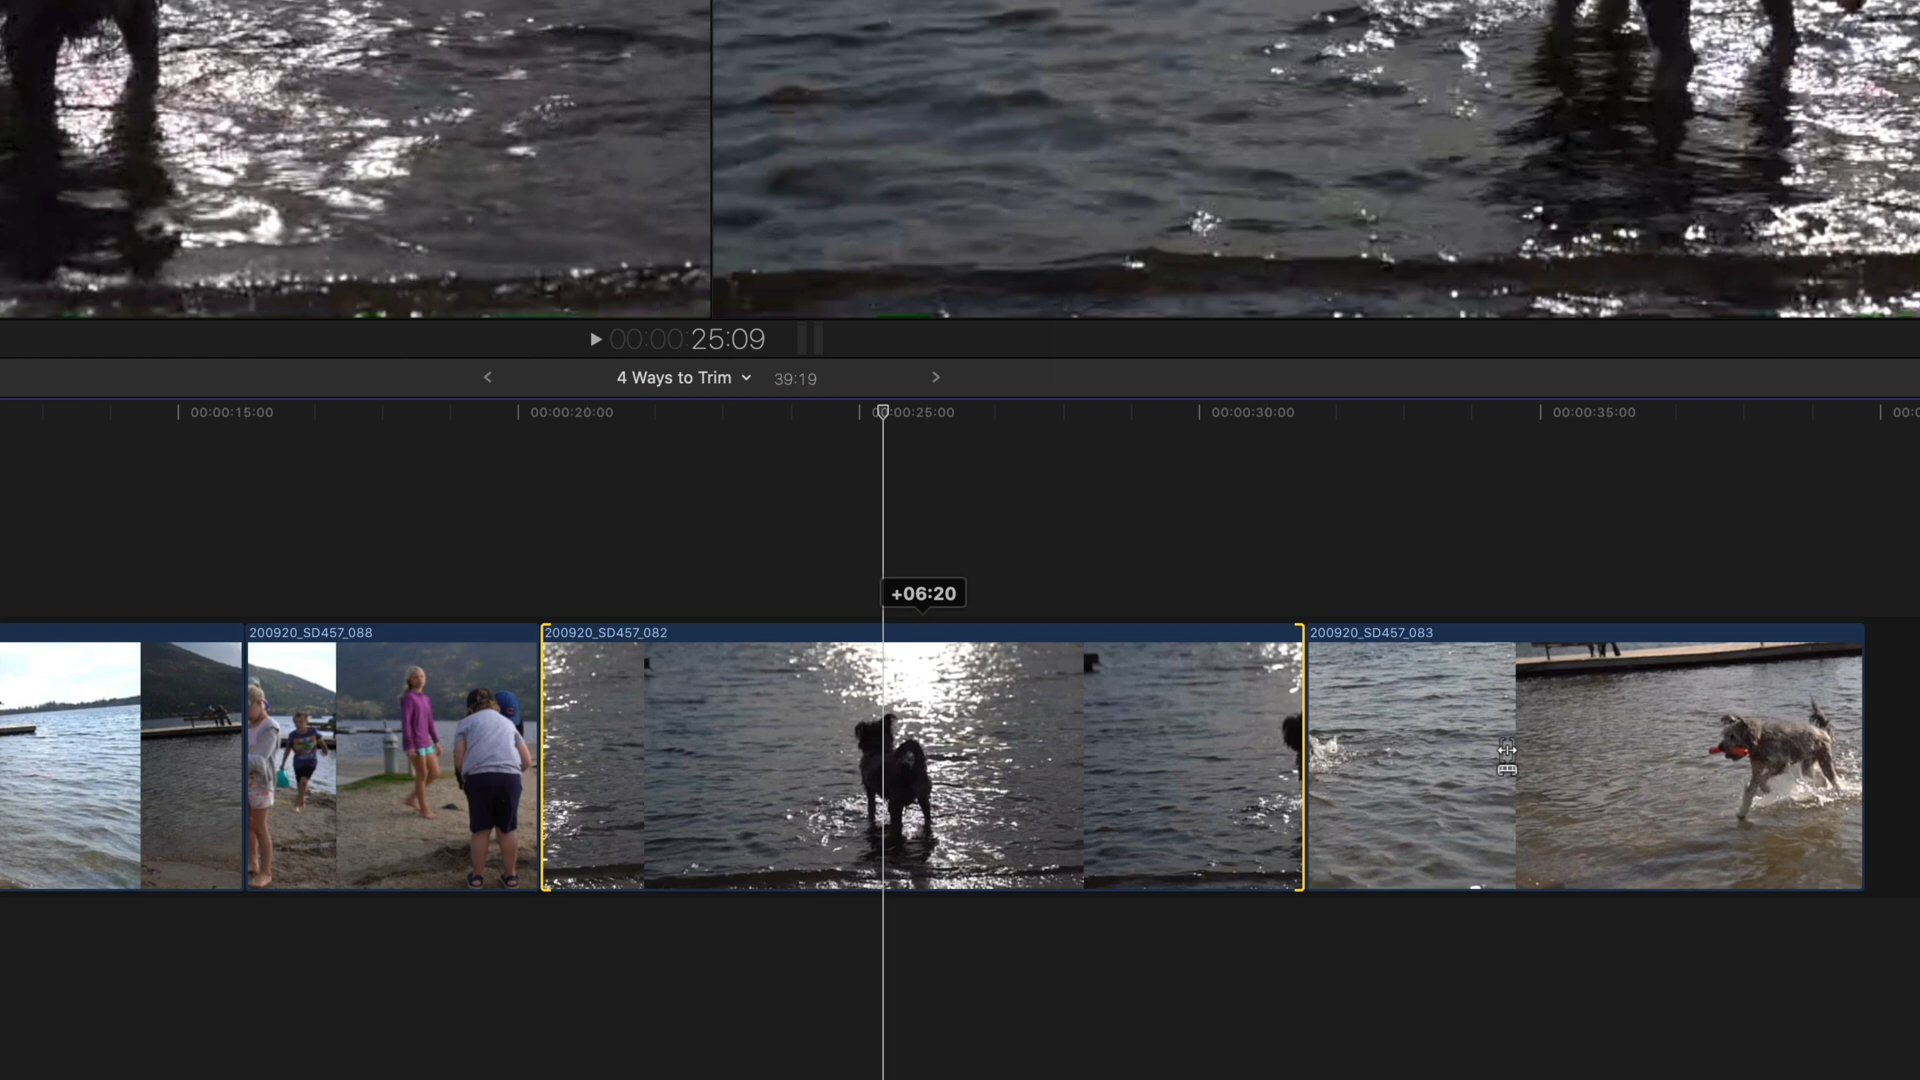 00:00:25:09
4 Ways to Trim 39:19
00:00:15:00 00:00:20:00 00:00:25:00 00:00:30:00 00:00:35:00
+06:20
200920_SD457_088 200920_SD457_082 200920_SD457_083